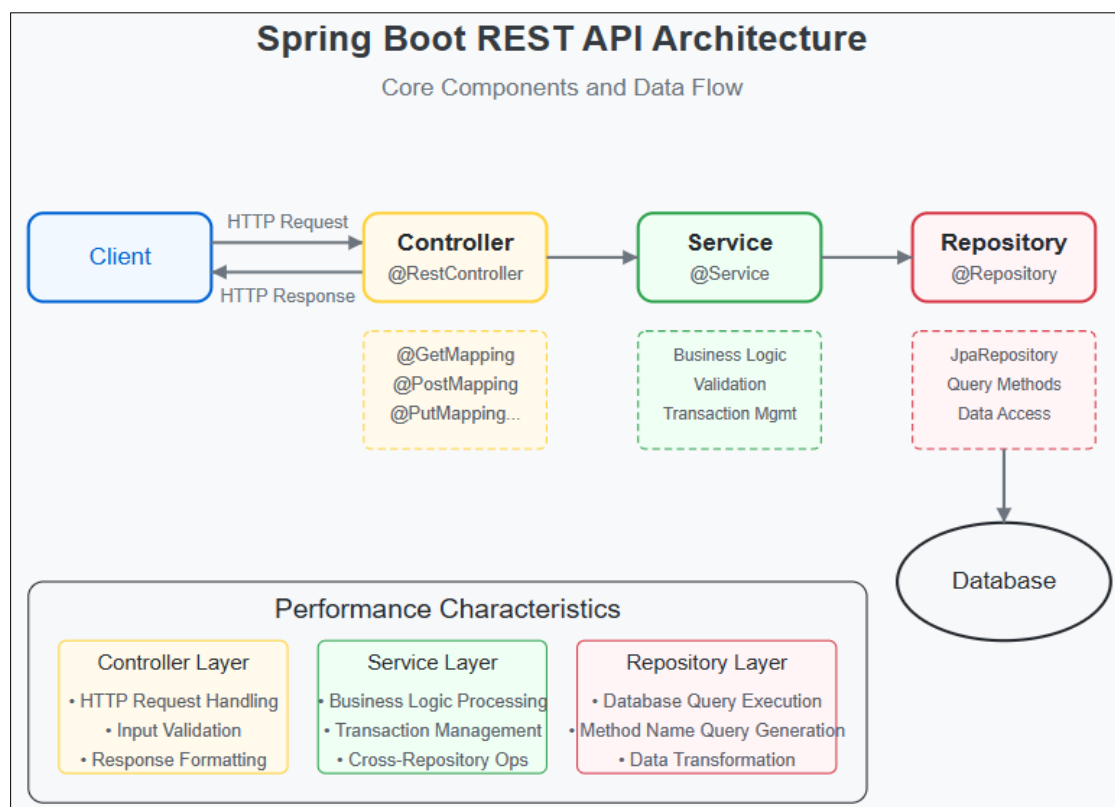 Spring Boot REST API Architecture
Core Components and Data Flow
Client
HTTP Request
HTTP Response
Controller
@RestController
Service
@Service
Repository
@Repository
@GetMapping
@PostMapping
@PutMapping...
Business Logic
Validation
Transaction Mgmt
JpaRepository
Query Methods
Data Access
Database
Performance Characteristics
Controller Layer
• HTTP Request Handling
• Input Validation
• Response Formatting
Service Layer
• Business Logic Processing
• Transaction Management
• Cross-Repository Ops
Repository Layer
• Database Query Execution
• Method Name Query Generation
• Data Transformation